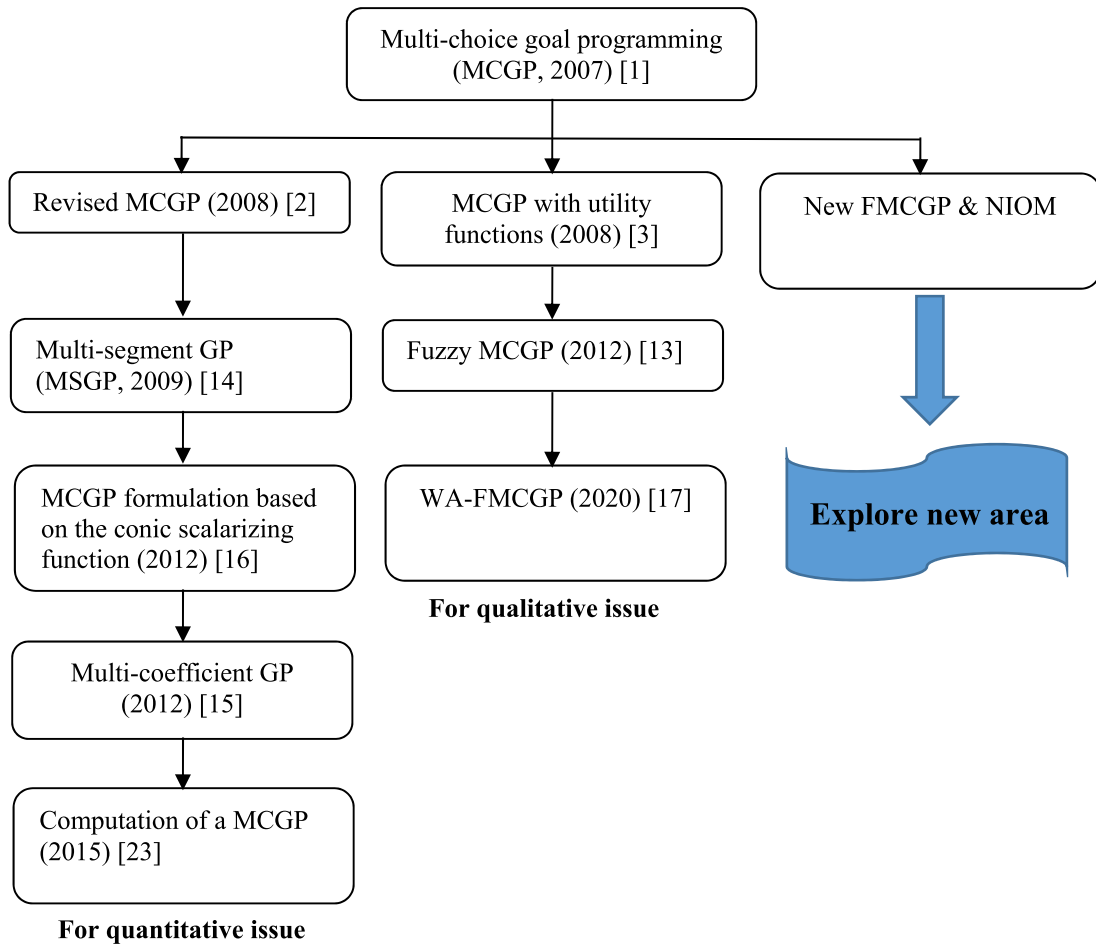 Multi-choice goal programming
(MCGP, 2007) [1]
Revised MCGP (2008) [2]
Multi-segment GP
(MSGP, 2009) [14]
MCGP formulation based
on the conic scalarizing
function (2012) [16]
Multi-coefficient GP
(2012) [15]
Computation of a MCGP
(2015) [23]
For quantitative issue
MCGP with utility
functions (2008) [3]
Fuzzy MCGP (2012) [13]
WA-FMCGP (2020) [17]
For qualitative issue
New FMCGP & NIOM
Explore new area